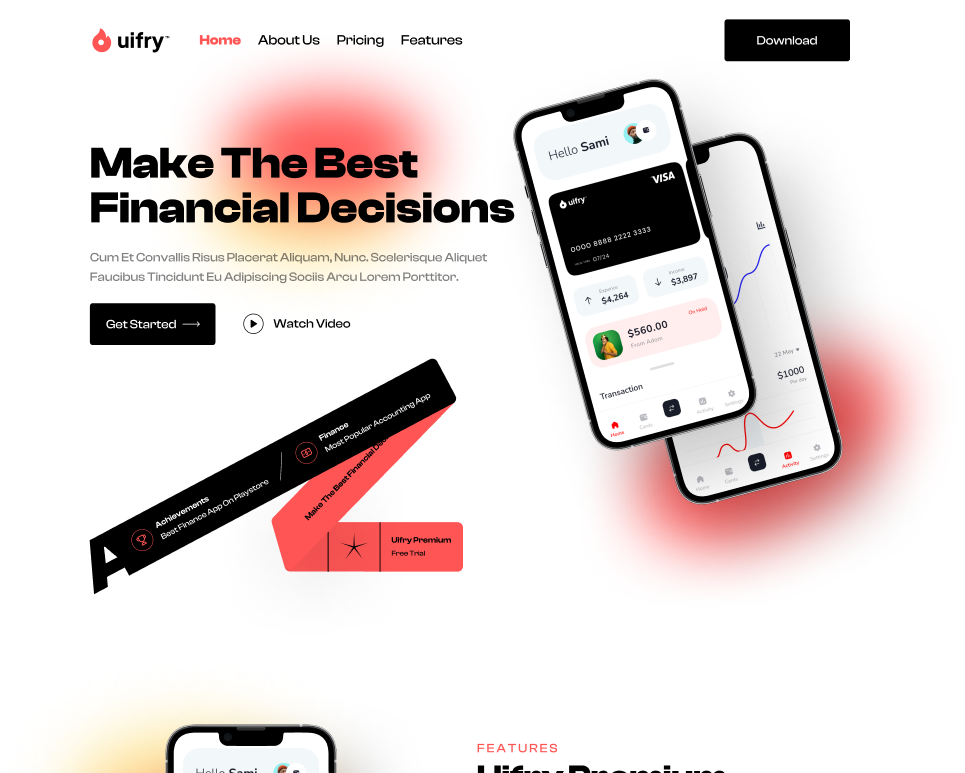 uifry™
Home
About Us
Pricing
Features
Download
Make The Best
Financial Decisions
Cum Et Convallis Risus Placerat Aliquam, Nunc. Scelerisque Aliquet
Faucibus Tincidunt Eu Adipiscing Sociis Arcu Lorem Porttitor.
Get Started
Watch Video
Hello Sami
VISA
uifry
0000 8888 2222 3333
07/24
Expence
$4,264
Income
$3,897
On Hold
$560.00
From Adom
Transaction
Home
Cards
Activity
Settings
22 May
$1000
Per day
Home
Cards
Activity
Settings
Finance
Most Popular Accounting App
Achievements
Best Finance App On Playstore
A
Make The Best Financial
Uifry Premium
Free Trial
FEATURES
Uifry Premium
Hello Sami